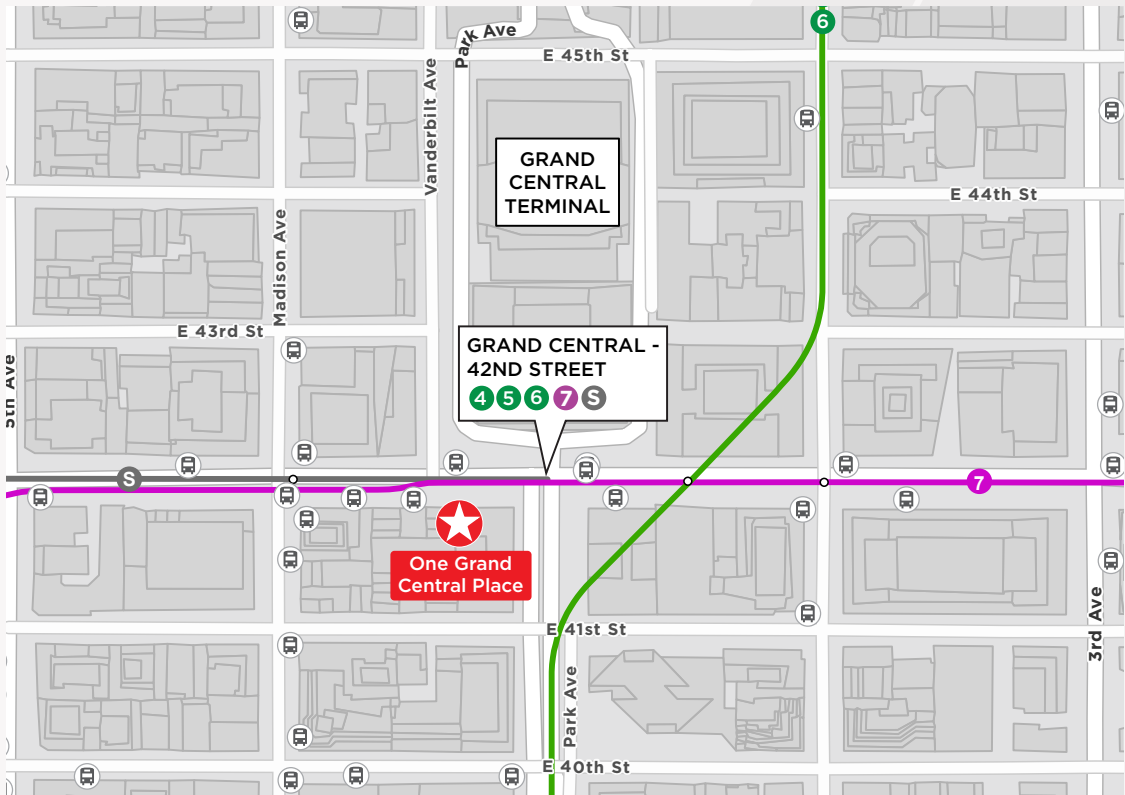 6
Park Ave
E 45th St
Vanderbilt Ave
GRAND
CENTRAL
TERMINAL
E 44th St
Madison Ave
E 43rd St
GRAND CENTRAL -
42ND STREET
4 5 6 7 S
5th Ave
S
7
One Grand
Central Place
E 41st St
3rd Ave
Park Ave
E 40th St